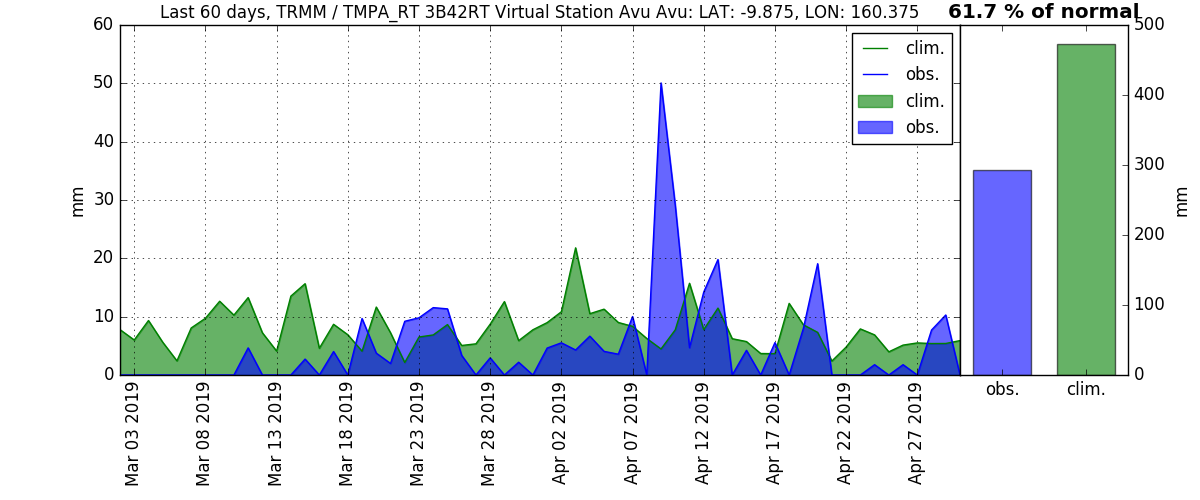 Last 60 days, TRMM / TMPA_RT 3B42RT Virtual Station Avu Avu: LAT: -9.875, LON: 160.375
61.7 % of normal
60
50
40
30
20
10
0
mm
clim.
obs.
clim.
obs.
Mar 03 2019
Mar 08 2019
Mar 13 2019
Mar 18 2019
Mar 23 2019
Mar 28 2019
Apr 02 2019
Apr 07 2019
Apr 12 2019
Apr 17 2019
Apr 22 2019
Apr 27 2019
500
400
300
200
100
0
mm
obs.
clim.